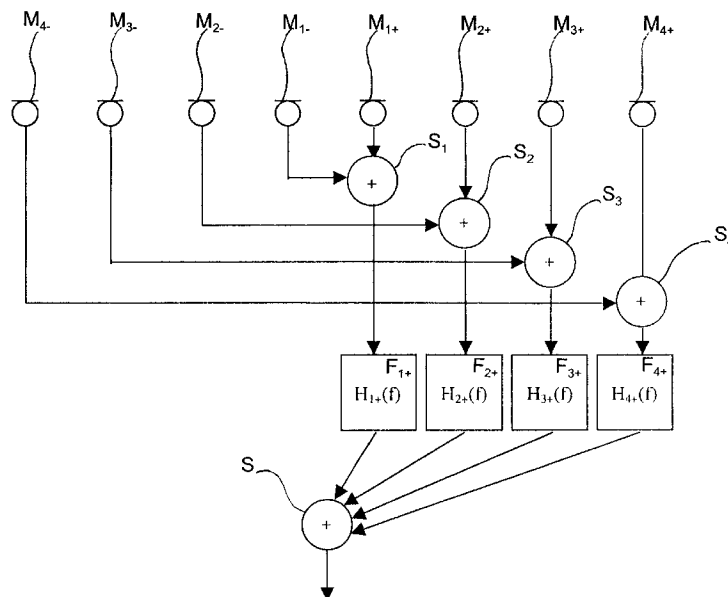 M4- M3- M2- M1- M1+ M2+ M3+ M4+
S1
S2
S3
S
+
+
+
+
F1+ F2+ F3+ F4+
H1+(f) H2+(f) H3+(f) H4+(f)
S
+